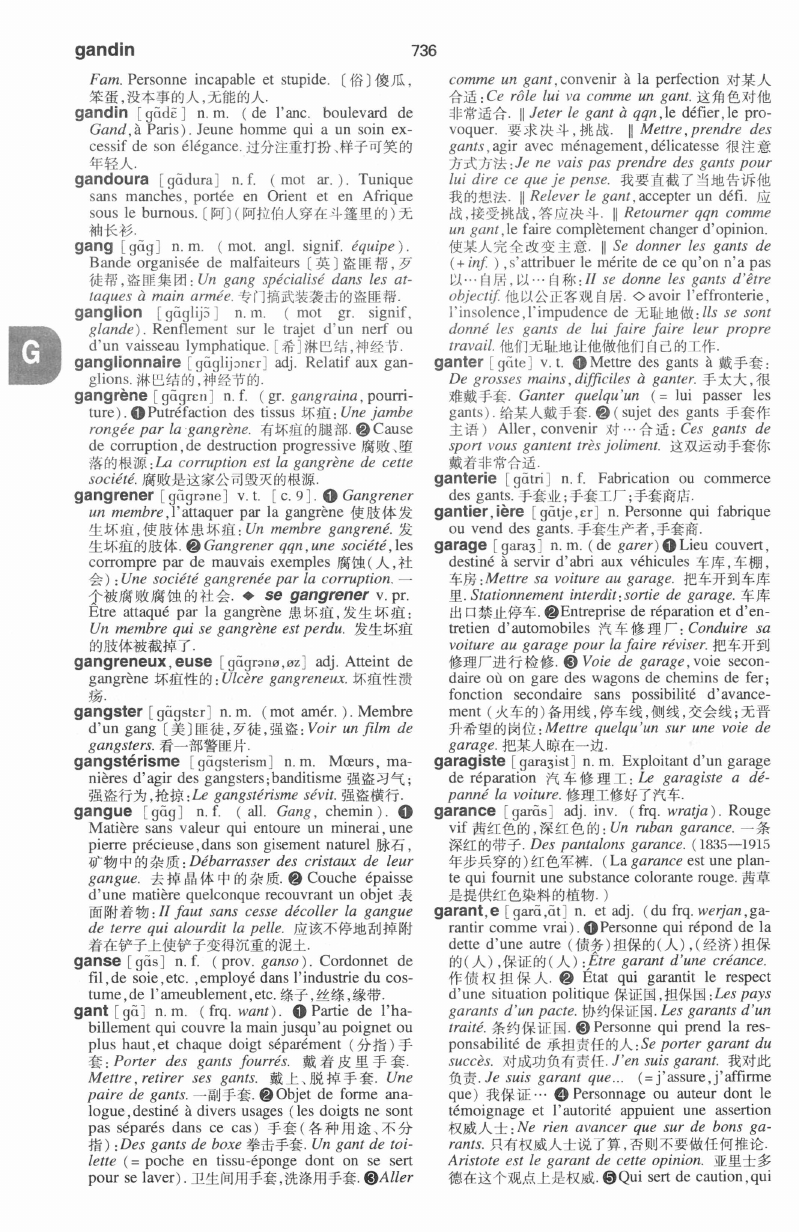 gandin
736
Fam. Personne incapable et stupide. 〔俗〕傻瓜,
笨蛋,没本事的人,无能的人.
gandin [gɑ̃dɛ̃] n. m. (de l'anc. boulevard de
Gand,à Paris). Jeune homme qui a un soin ex-
cessif de son élégance. 过分注重打扮、样子可笑的
年轻人.
gandoura [gɑ̃dura] n. f. (mot ar.). Tunique
sans manches, portée en Orient et en Afrique
sous le burnous. 〔阿〕(阿拉伯人穿在斗篷里的)无
袖长衫.
gang [gɑ̃g] n. m. (mot. angl. signif. équipe).
Bande organisée de malfaiteurs 〔英〕盗匪帮,歹
徒帮,盗匪集团: Un gang spécialisé dans les at-
taques à main armée. 专门搞武装袭击的盗匪帮.
ganglion [gɑ̃glijɔ̃] n. m. (mot gr. signif,
glande). Renflement sur le trajet d'un nerf ou
d'un vaisseau lymphatique. 〔希〕淋巴结,神经节.
ganglionnaire [gɑ̃glijɔnɛr] adj. Relatif aux gan-
glions. 淋巴结的,神经节的.
gangrène [gɑ̃grɛn] n. f. (gr. gangraina, pourri-
ture). ❶Putréfaction des tissus 坏疽: Une jambe
rongée par la gangrène. 有坏疽的腿部. ❷Cause
de corruption,de destruction progressive 腐败、堕
落的根源:La corruption est la gangrène de cette
société. 腐败是这家公司毁灭的根源.
gangrener [gɑ̃grəne] v. t. [c. 9]. ❶ Gangrener
un membre,l'attaquer par la gangrène 使肢体发
生坏疽,使肢体患坏疽: Un membre gangrené. 发
生坏疽的肢体. ❷Gangrener qqn,une société,les
corrompre par de mauvais exemples 腐蚀(人,社
会):Une société gangrenée par la corruption. 一
个被腐败腐蚀的社会. ◆ se gangrener v. pr.
Être attaqué par la gangrène 患坏疽,发生坏疽:
Un membre qui se gangrène est perdu. 发生坏疽
的肢体被截掉了.
gangreneux,euse [gɑ̃grənø,øz] adj. Atteint de
gangrène 坏疽性的:Ulcère gangreneux. 坏疽性溃
疡.
gangster [gɑ̃gstɛr] n. m. (mot amér.). Membre
d'un gang 〔美〕匪徒,歹徒,强盗:Voir un film de
gangsters. 看一部警匪片.
gangstérisme [gɑ̃gsterism] n. m. Mœurs, ma-
nières d'agir des gangsters;banditisme 强盗习气;
强盗行为,抢掠:Le gangstérisme sévit. 强盗横行.
gangue [gɑ̃g] n. f. (all. Gang, chemin). ❶
Matière sans valeur qui entoure un minerai,une
pierre précieuse,dans son gisement naturel 脉石,
矿物中的杂质: Débarrasser des cristaux de leur
gangue. 去掉晶体中的杂质. ❷ Couche épaisse
d'une matière quelconque recouvrant un objet 表
面附着物:Il faut sans cesse décoller la gangue
de terre qui alourdit la pelle. 应该不停地刮掉附
着在铲子上使铲子变得沉重的泥土.
ganse [gɑ̃s] n. f. (prov. ganso). Cordonnet de
fil,de soie,etc. ,employé dans l'industrie du cos-
tume,de l'ameublement,etc. 绦子,丝绦,缘带.
gant [gɑ̃] n. m. (frq. want). ❶ Partie de l'ha-
billement qui couvre la main jusqu'au poignet ou
plus haut,et chaque doigt séparément (分指)手
套: Porter des gants fourrés. 戴着皮里手套.
Mettre,retirer ses gants. 戴上、脱掉手套. Une
paire de gants. 一副手套. ❷Objet de forme ana-
logue,destiné à divers usages (les doigts ne sont
pas séparés dans ce cas) 手套(各种用途、不分
指):Des gants de boxe 拳击手套. Un gant de toi-
lette (= poche en tissu-éponge dont on se sert
pour se laver). 卫生间用手套,洗涤用手套. ❸Aller
G
comme un gant,convenir à la perfection 对某人
合适:Ce rôle lui va comme un gant. 这角色对他
非常适合. ‖ Jeter le gant à qqn,le défier,le pro-
voquer. 要求决斗,挑战. ‖ Mettre,prendre des
gants,agir avec ménagement,délicatesse 很注意
方式方法:Je ne vais pas prendre des gants pour
lui dire ce que je pense. 我要直截了当地告诉他
我的想法. ‖ Relever le gant,accepter un défi. 应
战,接受挑战,答应决斗. ‖ Retourner qqn comme
un gant,le faire complètement changer d'opinion.
使某人完全改变主意. ‖ Se donner les gants de
(+inf.),s'attribuer le mérite de ce qu'on n'a pas
以…自居,以…自称:Il se donne les gants d'être
objectif. 他以公正客观自居. ◇avoir l'effronterie,
l'insolence,l'impudence de 无耻地做:Ils se sont
donné les gants de lui faire faire leur propre
travail. 他们无耻地让他做他们自己的工作.
ganter [gɑ̃te] v. t. ❶Mettre des gants à 戴手套:
De grosses mains,difficiles à ganter. 手太大,很
难戴手套. Ganter quelqu'un (= lui passer les
gants). 给某人戴手套. ❷(sujet des gants 手套作
主语) Aller, convenir 对…合适: Ces gants de
sport vous gantent très joliment. 这双运动手套你
戴着非常合适.
ganterie [gɑ̃tri] n. f. Fabrication ou commerce
des gants. 手套业;手套工厂;手套商店.
gantier,ière [gɑ̃tje,ɛr] n. Personne qui fabrique
ou vend des gants. 手套生产者,手套商.
garage [garaʒ] n. m. (de garer)❶Lieu couvert,
destiné à servir d'abri aux véhicules 车库,车棚,
车房:Mettre sa voiture au garage. 把车开到车库
里. Stationnement interdit:sortie de garage. 车库
出口禁止停车. ❷Entreprise de réparation et d'en-
tretien d'automobiles 汽车修理厂: Conduire sa
voiture au garage pour la faire réviser. 把车开到
修理厂进行检修. ❸ Voie de garage,voie secon-
daire où on gare des wagons de chemins de fer;
fonction secondaire sans possibilité d'avance-
ment (火车的)备用线,停车线,侧线,交会线;无晋
升希望的岗位:Mettre quelqu'un sur une voie de
garage. 把某人晾在一边.
garagiste [garaʒist] n. m. Exploitant d'un garage
de réparation 汽车修理工: Le garagiste a dé-
panné la voiture. 修理工修好了汽车.
garance [garɑ̃s] adj. inv. (frq. wratja). Rouge
vif 茜红色的,深红色的: Un ruban garance. 一条
深红的带子. Des pantalons garance. (1835—1915
年步兵穿的)红色军裤. (La garance est une plan-
te qui fournit une substance colorante rouge. 茜草
是提供红色染料的植物.)
garant,e [garɑ̃,ɑ̃t] n. et adj. (du frq. werjan,ga-
rantir comme vrai). ❶Personne qui répond de la
dette d'une autre (债务)担保的(人),(经济)担保
的(人),保证的(人):Être garant d'une créance.
作债权担保人. ❷ État qui garantit le respect
d'une situation politique 保证国,担保国:Les pays
garants d'un pacte. 协约保证国. Les garants d'un
traité. 条约保证国. ❸Personne qui prend la res-
ponsabilité de 承担责任的人:Se porter garant du
succès. 对成功负有责任. J'en suis garant. 我对此
负责. Je suis garant que... (=j'assure,j'affirme
que) 我保证… ❹ Personnage ou auteur dont le
témoignage et l'autorité appuient une assertion
权威人士:Ne rien avancer que sur de bons ga-
rants. 只有权威人士说了算,否则不要做任何推论.
Aristote est le garant de cette opinion. 亚里士多
德在这个观点上是权威. ❺Qui sert de caution,qui